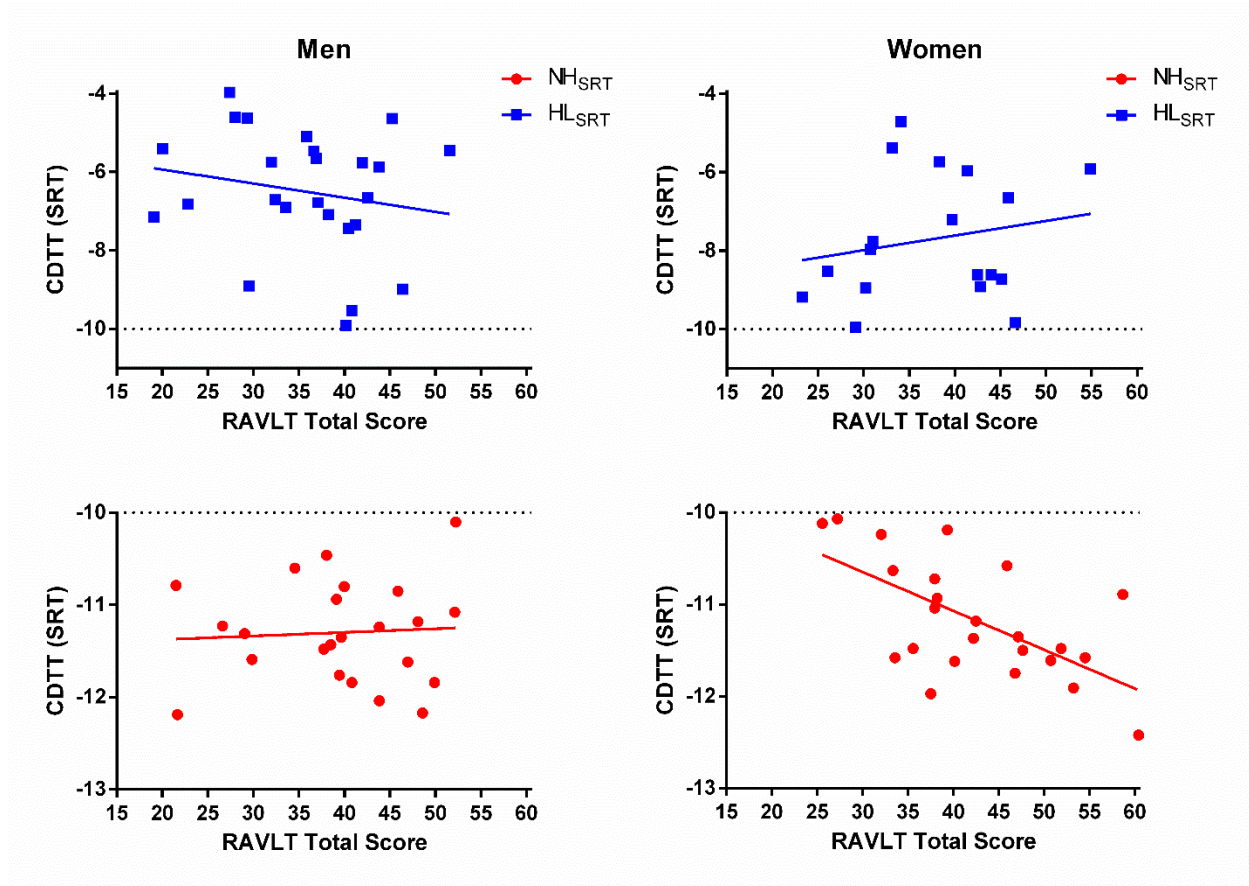 Men
NHSRT
HLSRT
CDTT (SRT)
-4
-6
-8
-10
15 20 25 30 35 40 45 50 55 60
RAVLT Total Score
Women
NHSRT
HLSRT
CDTT (SRT)
-4
-6
-8
-10
15 20 25 30 35 40 45 50 55 60
RAVLT Total Score
CDTT (SRT)
-10
-11
-12
-13
15 20 25 30 35 40 45 50 55 60
RAVLT Total Score
CDTT (SRT)
-10
-11
-12
-13
15 20 25 30 35 40 45 50 55 60
RAVLT Total Score